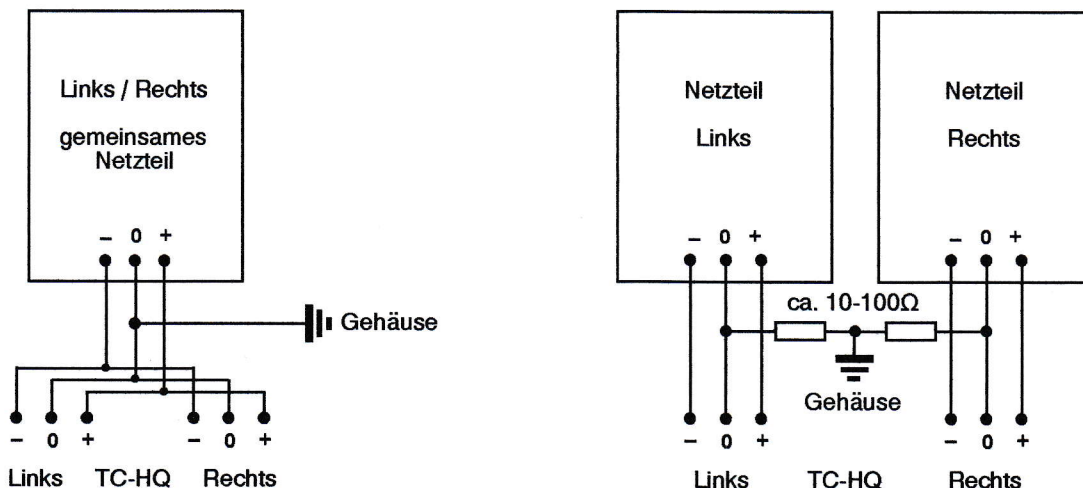 Links / Rechts
gemeinsames
Netzteil
– 0 +
Gehäuse
– 0 + – 0 +
Links TC-HQ Rechts
Netzteil
Links
– 0 +
Netzteil
Rechts
– 0 +
ca. 10-100Ω
Gehäuse
– 0 + – 0 +
Links TC-HQ Rechts